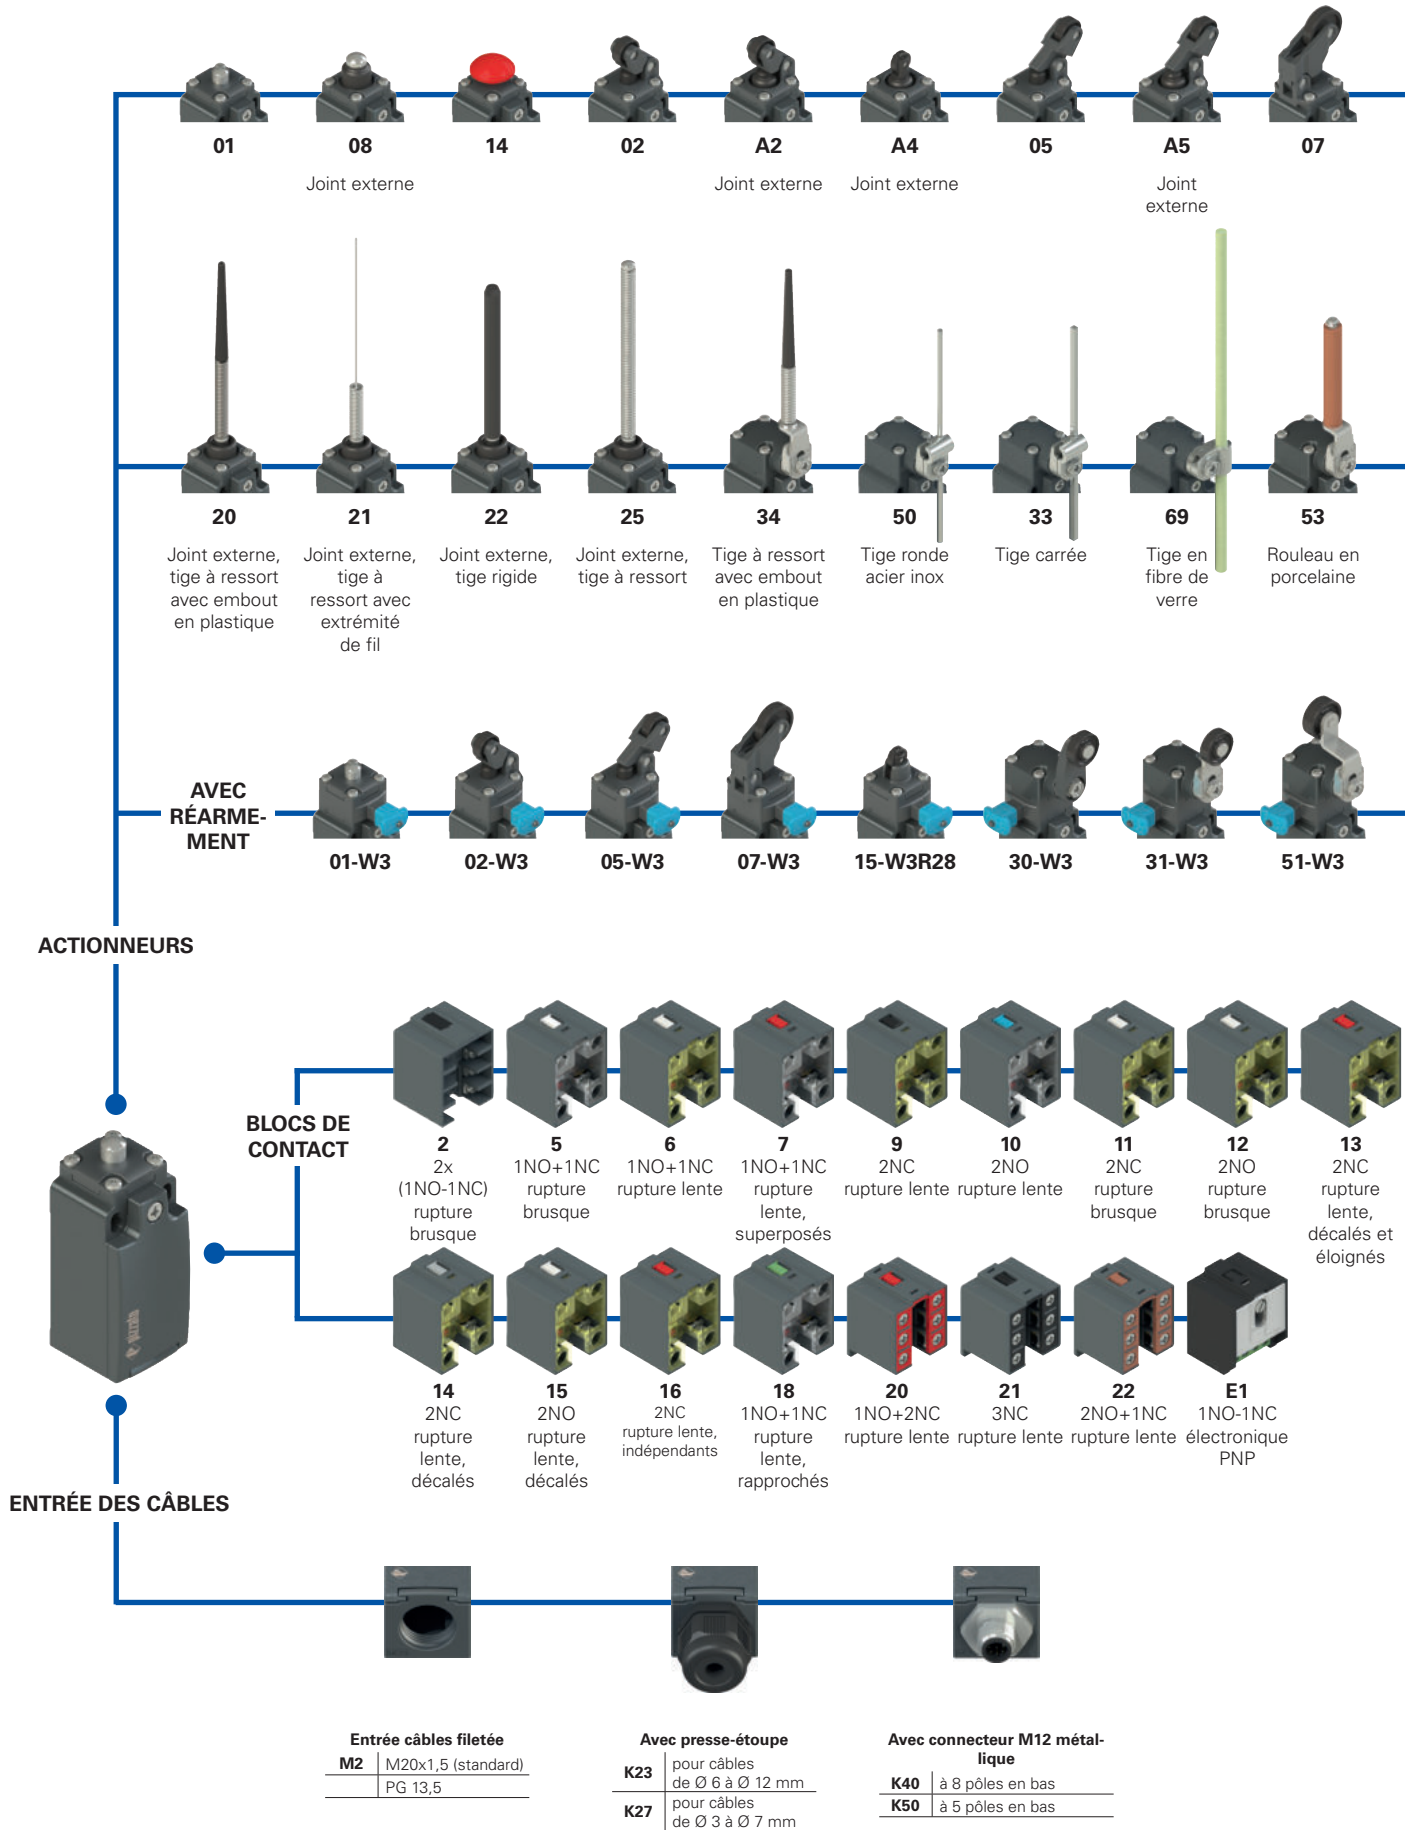 01
08
14
02
A2
A4
05
A5
07
Joint externe
Joint externe
Joint externe
Joint
externe
20
21
22
25
34
50
33
69
53
Joint externe,
tige à ressort
avec embout
en plastique
Joint externe,
tige à
ressort avec
extrémité
de fil
Joint externe,
tige rigide
Joint externe,
tige à ressort
Tige à ressort
avec embout
en plastique
Tige ronde
acier inox
Tige carrée
Tige en
fibre de
verre
Rouleau en
porcelaine
AVEC
RÉARME-
MENT
01-W3
02-W3
05-W3
07-W3
15-W3R28
30-W3
31-W3
51-W3
ACTIONNEURS
BLOCS DE
CONTACT
2
2x
(1NO-1NC)
rupture
brusque
5
1NO+1NC
rupture
brusque
6
1NO+1NC
rupture lente
7
1NO+1NC
rupture
lente,
superposés
9
2NC
rupture lente
10
2NO
rupture lente
11
2NC
rupture
brusque
12
2NO
rupture
brusque
13
2NC
rupture
lente,
décalés et
éloignés
pizzato
14
2NC
rupture
lente,
décalés
15
2NO
rupture
lente,
décalés
16
2NC
rupture lente,
indépendants
18
1NO+1NC
rupture
lente,
rapprochés
20
1NO+2NC
rupture lente
21
3NC
rupture lente
22
2NO+1NC
rupture lente
E1
1NO-1NC
électronique
PNP
ENTRÉE DES CÂBLES
Entrée câbles filetée
M2 M20x1,5 (standard)
PG 13,5
Avec presse-étoupe
K23 pour câbles
de Ø 6 à Ø 12 mm
K27 pour câbles
de Ø 3 à Ø 7 mm
Avec connecteur M12 métal-
lique
K40 à 8 pôles en bas
K50 à 5 pôles en bas